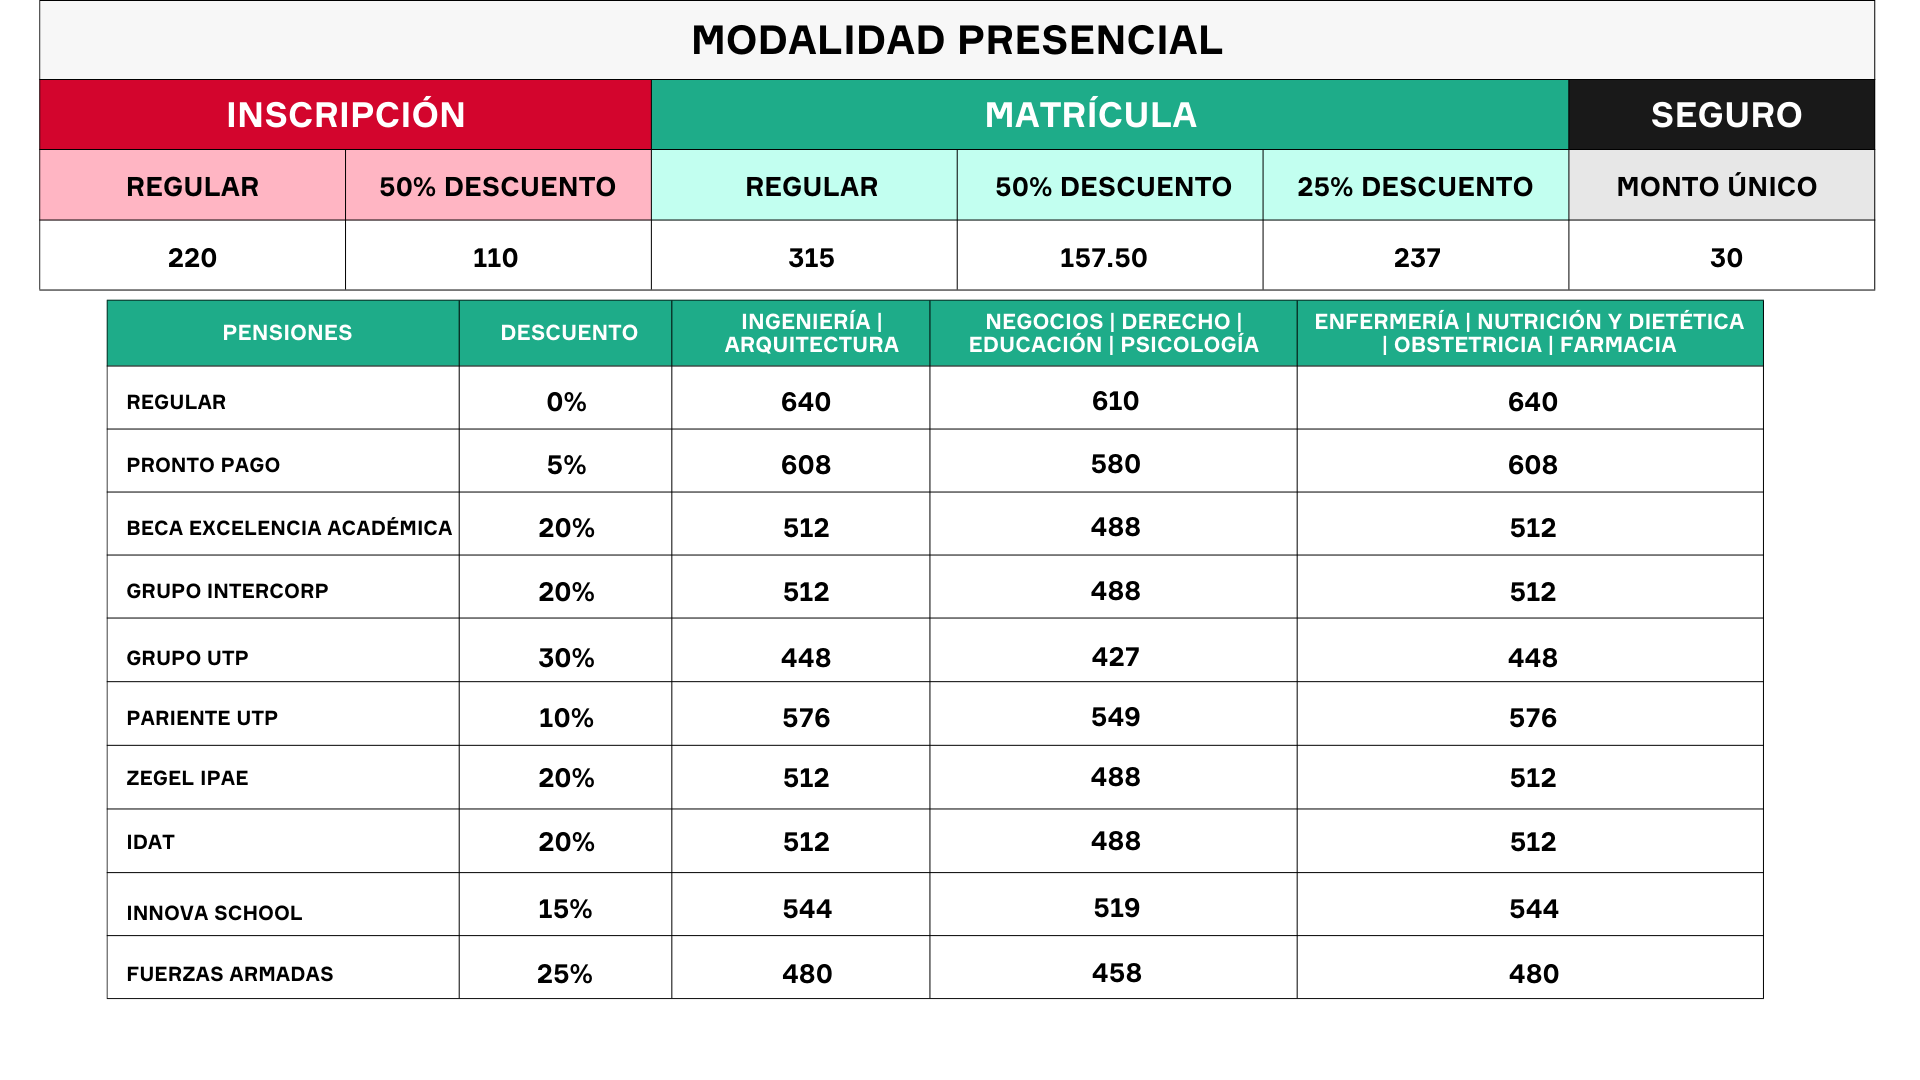 MODALIDAD PRESENCIAL
INSCRIPCIÓN MATRÍCULA SEGURO
REGULAR 50% DESCUENTO REGULAR 50% DESCUENTO 25% DESCUENTO MONTO ÚNICO
220 110 315 157.50 237 30
PENSIONES DESCUENTO INGENIERÍA | ARQUITECTURA NEGOCIOS | DERECHO | EDUCACIÓN | PSICOLOGÍA ENFERMERÍA | NUTRICIÓN Y DIETÉTICA | OBSTETRICIA | FARMACIA
REGULAR 0% 640 610 640
PRONTO PAGO 5% 608 580 608
BECA EXCELENCIA ACADÉMICA 20% 512 488 512
GRUPO INTERCORP 20% 512 488 512
GRUPO UTP 30% 448 427 448
PARIENTE UTP 10% 576 549 576
ZEGEL IPAE 20% 512 488 512
IDAT 20% 512 488 512
INNOVA SCHOOL 15% 544 519 544
FUERZAS ARMADAS 25% 480 458 480